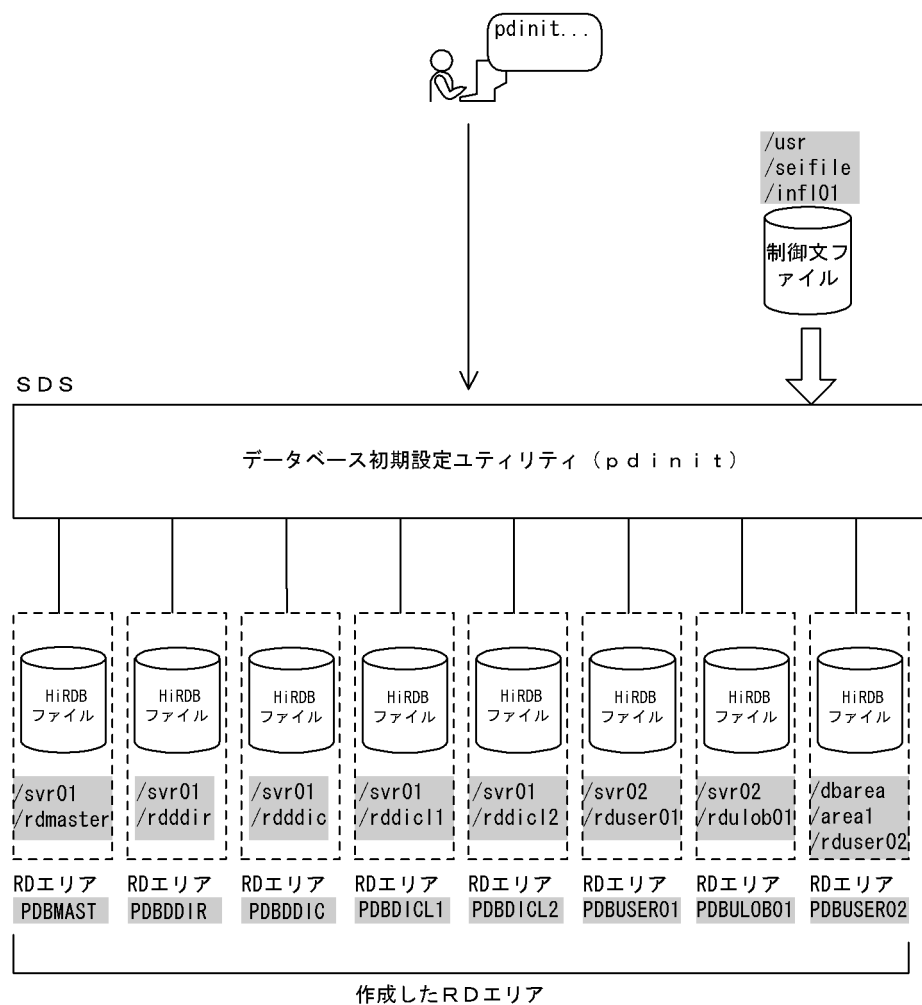 pdinit...
/usr
/seifile
/infl01
制御文フ
ァイル
ＳＤＳ
データベース初期設定ユティリティ（ｐｄｉｎｉｔ）
HiRDB
ファイル
HiRDB
ファイル
HiRDB
ファイル
HiRDB
ファイル
HiRDB
ファイル
HiRDB
ファイル
HiRDB
ファイル
HiRDB
ファイル
/svr01
/rdmaster
/svr01
/rdddir
/svr01
/rdddic
/svr01
/rddicl1
/svr01
/rddicl2
/svr02
/rduser01
/svr02
/rdulob01
/dbarea
/area1
/rduser02
RDエリア
PDBMAST
RDエリア
PDBDDIR
RDエリア
PDBDDIC
RDエリア
PDBDICL1
RDエリア
PDBDICL2
RDエリア
PDBUSER01
RDエリア
PDBULOB01
RDエリア
PDBUSER02
作成したＲＤエリア